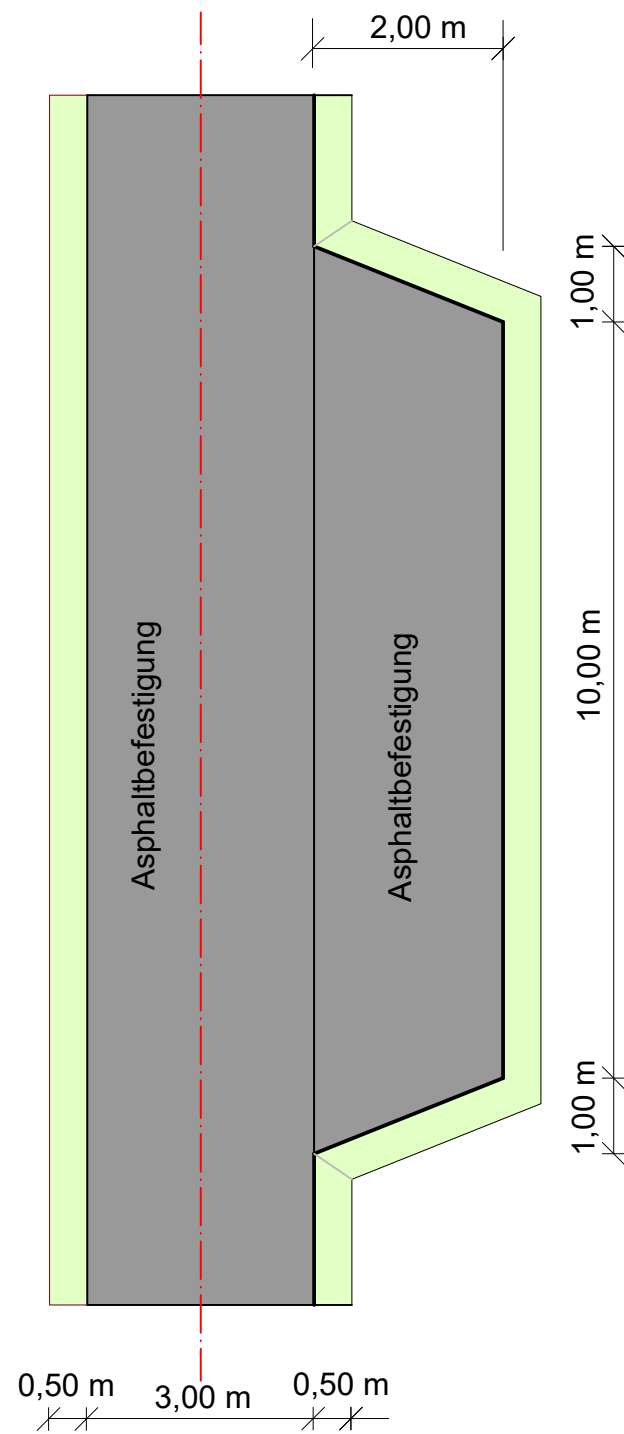 2,00 m
1,00 m
Asphaltbefestigung
Asphaltbefestigung
10,00 m
1,00 m
0,50 m
3,00 m
0,50 m